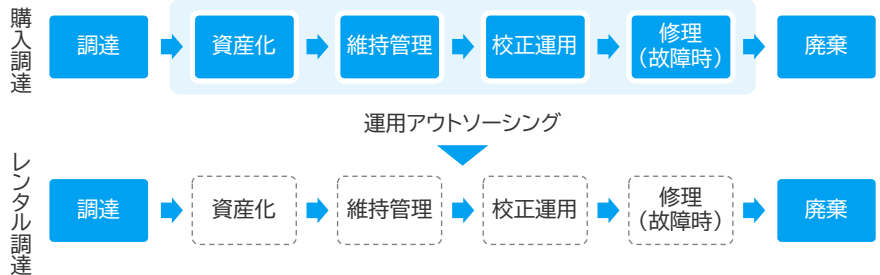 購入調達
調達
資産化
維持管理
校正運用
修理
（故障時）
廃棄
運用アウトソーシング
レンタル調達
調達
資産化
維持管理
校正運用
修理
（故障時）
廃棄